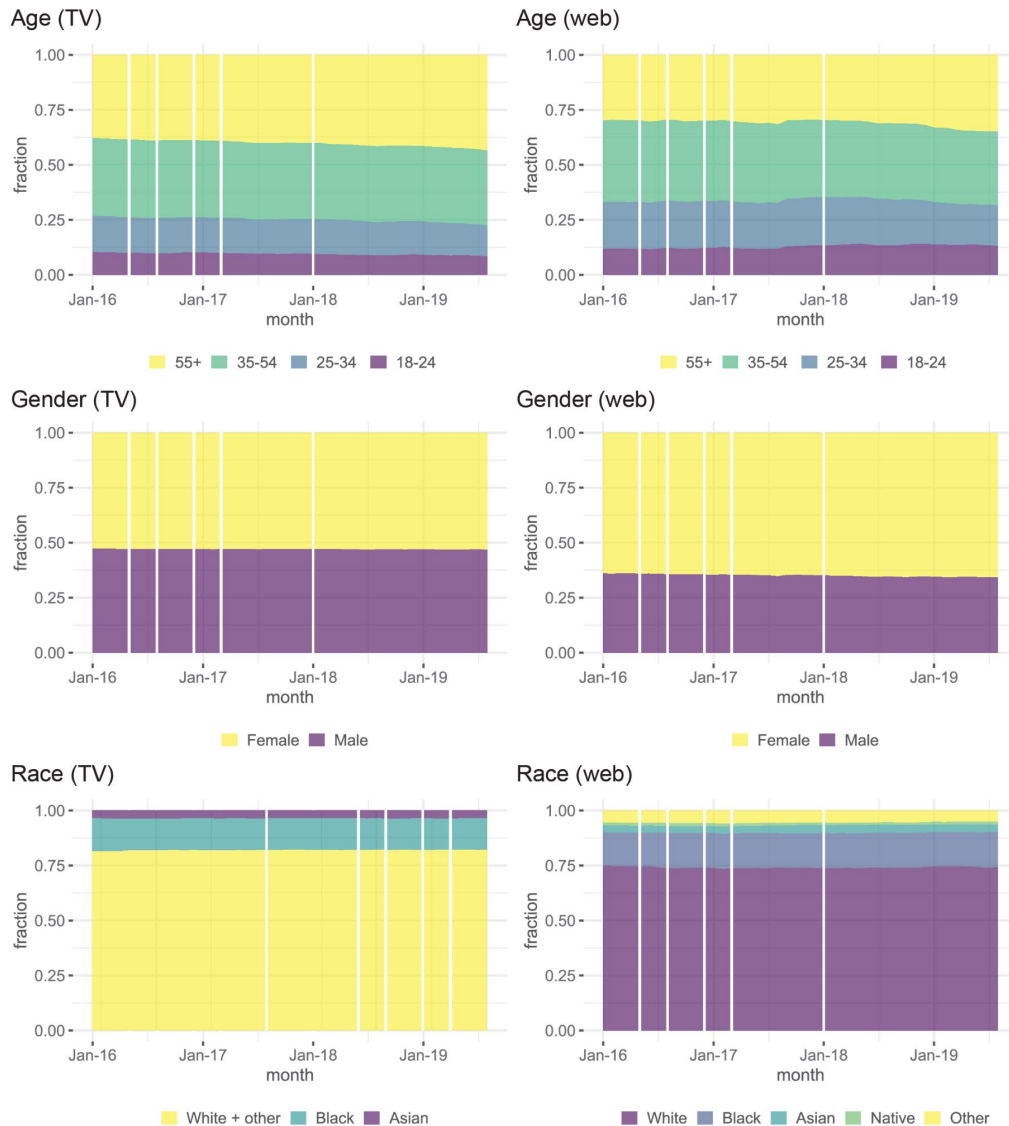 Age (TV)
1.00
0.75
0.50
0.25
0.00
fraction
Jan-16 Jan-17 Jan-18 Jan-19
month
55+ 35-54 25-34 18-24
Age (web)
1.00
0.75
0.50
0.25
0.00
fraction
Jan-16 Jan-17 Jan-18 Jan-19
month
55+ 35-54 25-34 18-24
Gender (TV)
1.00
0.75
0.50
0.25
0.00
fraction
Jan-16 Jan-17 Jan-18 Jan-19
month
Female Male
Gender (web)
1.00
0.75
0.50
0.25
0.00
fraction
Jan-16 Jan-17 Jan-18 Jan-19
month
Female Male
Race (TV)
1.00
0.75
0.50
0.25
0.00
fraction
Jan-16 Jan-17 Jan-18 Jan-19
month
White + other Black Asian
Race (web)
1.00
0.75
0.50
0.25
0.00
fraction
Jan-16 Jan-17 Jan-18 Jan-19
month
White Black Asian Native Other